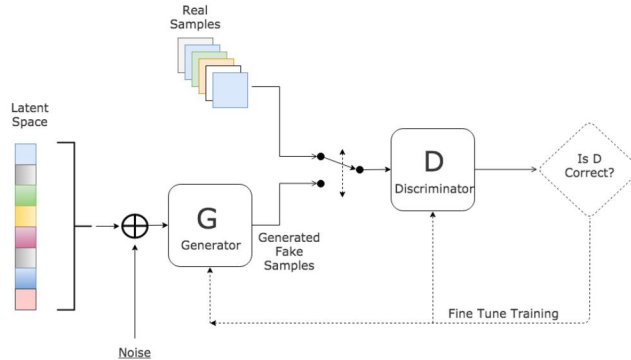 Real
Samples
Latent
Space
G
Generator
Generated
Fake
Samples
D
Discriminator
Is D
Correct?
Fine Tune Training
Noise